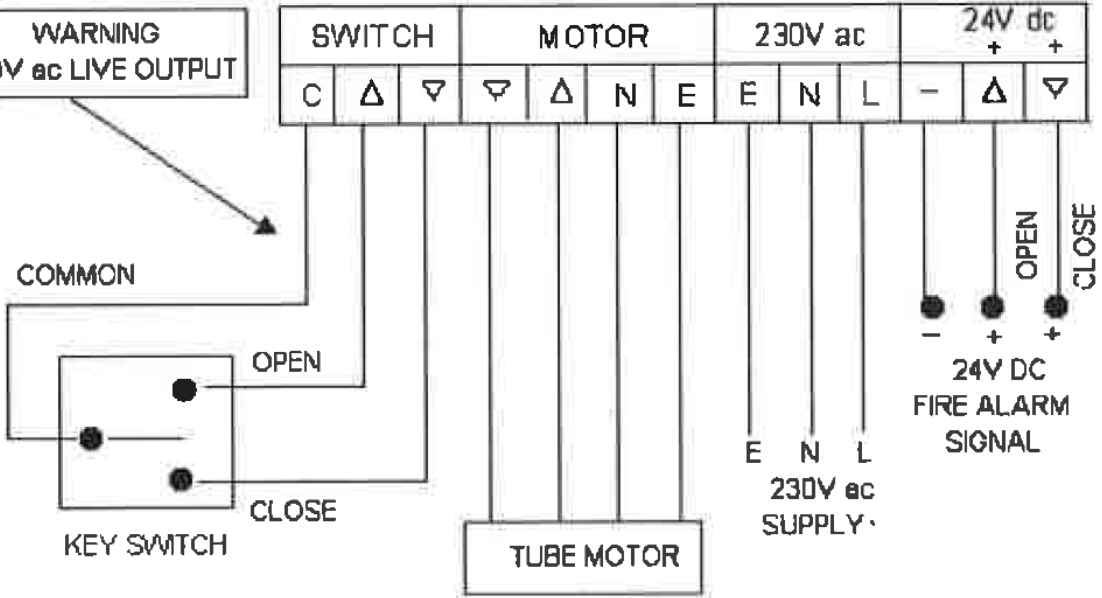 WARNING
0V ac LIVE OUTPUT
SWITCH MOTOR 230V ac 24V dc
+ +
C Δ ∇ ∇ Δ N E E N L - Δ ∇
COMMON
OPEN
CLOSE
KEY SWITCH
TUBE MOTOR
E N L
230V ac
SUPPLY
OPEN
CLOSE
- + +
24V DC
FIRE ALARM
SIGNAL